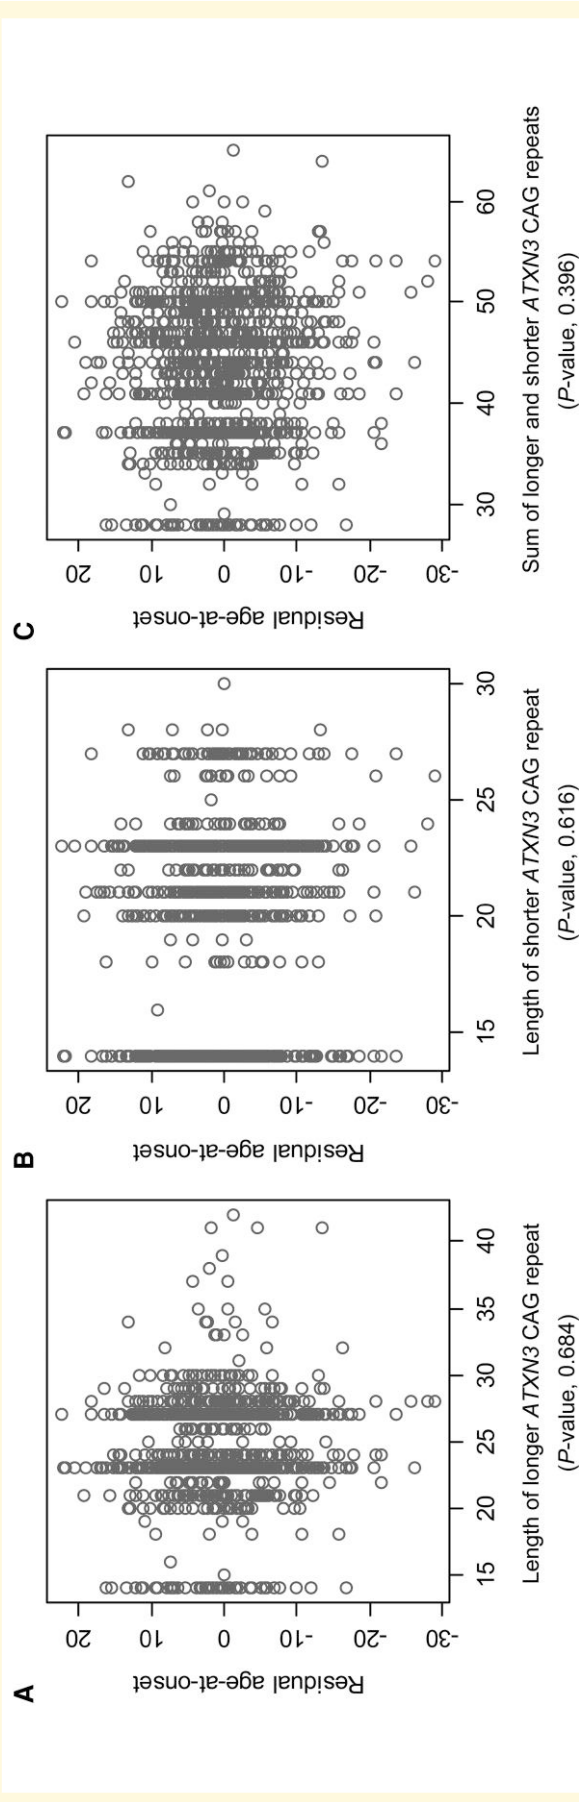 A
Residual age-at-onset
20
10
0
-10
-20
-30
15
20
25
30
35
40
Length of longer ATXN3 CAG repeat
(P-value, 0.684)
B
Residual age-at-onset
20
10
0
-10
-20
-30
15
20
25
30
Length of shorter ATXN3 CAG repeat
(P-value, 0.616)
C
Residual age-at-onset
20
10
0
-10
-20
-30
30
40
50
60
Sum of longer and shorter ATXN3 CAG repeats
(P-value, 0.396)